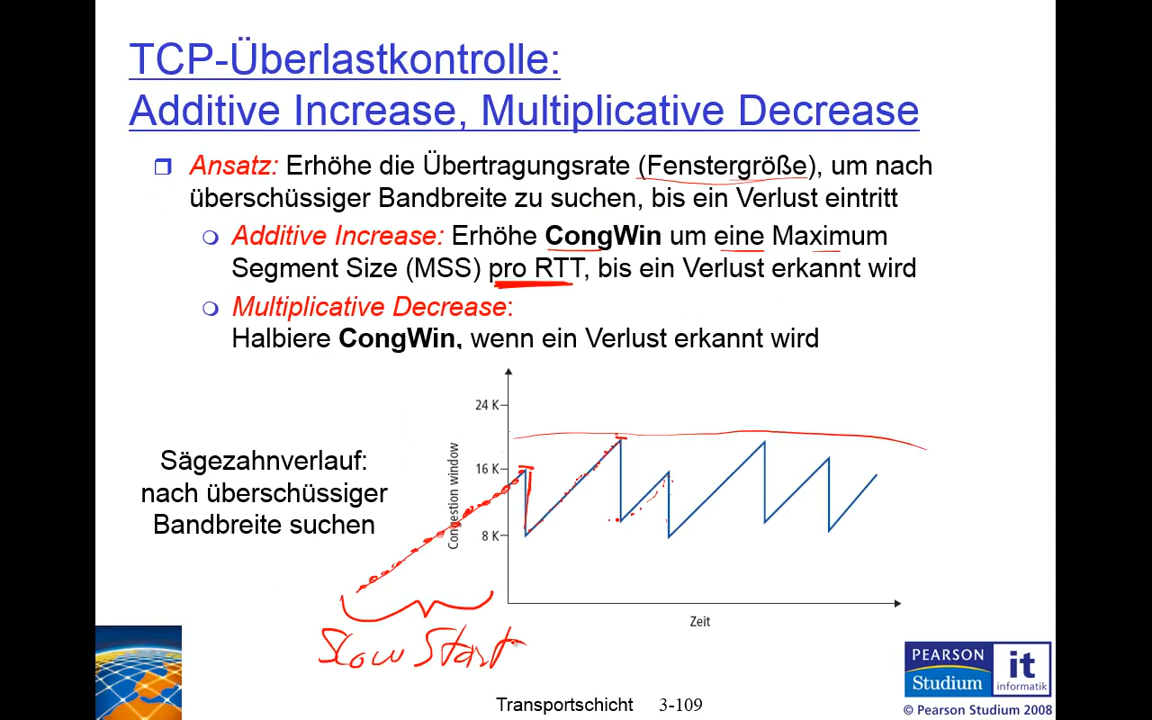 TCP-Überlastkontrolle:
Additive Increase, Multiplicative Decrease
Ansatz: Erhöhe die Übertragungsrate (Fenstergröße), um nach
überschüssiger Bandbreite zu suchen, bis ein Verlust eintritt
Additive Increase: Erhöhe CongWin um eine Maximum
Segment Size (MSS) pro RTT, bis ein Verlust erkannt wird
Multiplicative Decrease:
Halbiere CongWin, wenn ein Verlust erkannt wird
Sägezahnverlauf:
nach überschüssiger
Bandbreite suchen
Congestion window
24 K
16 K
8 K
Zeit
Slow Start
Transportschicht 3-109
PEARSON
Studium
it
informatik
© Pearson Studium 2008